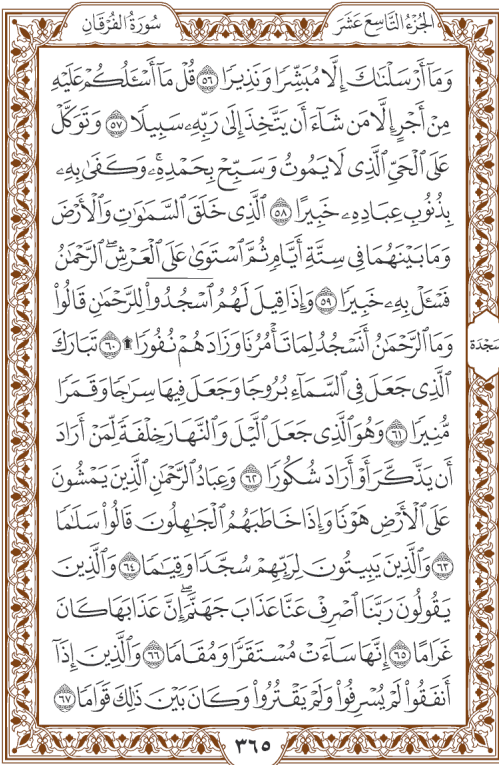 الجزء التاسع عشر
سورة الفرقان
وَمَا أَرْسَلْنَٰكَ إِلَّا مُبَشِّرًا وَنَذِيرًا ۝٥٦ قُلْ مَا أَسْـَٔلُكُمْ عَلَيْهِ
مِنْ أَجْرٍ إِلَّا مَن شَآءَ أَن يَتَّخِذَ إِلَىٰ رَبِّهِۦ سَبِيلًا ۝٥٧ وَتَوَكَّلْ
عَلَى ٱلْحَىِّ ٱلَّذِى لَا يَمُوتُ وَسَبِّحْ بِحَمْدِهِۦ ۚ وَكَفَىٰ بِهِۦ
بِذُنُوبِ عِبَادِهِۦ خَبِيرًا ۝٥٨ ٱلَّذِى خَلَقَ ٱلسَّمَٰوَٰتِ وَٱلْأَرْضَ
وَمَا بَيْنَهُمَا فِى سِتَّةِ أَيَّامٍ ثُمَّ ٱسْتَوَىٰ عَلَى ٱلْعَرْشِ ۖ ٱلرَّحْمَٰنُ
فَسْـَٔلْ بِهِۦ خَبِيرًا ۝٥٩ وَإِذَا قِيلَ لَهُمُ ٱسْجُدُوا۟ لِلرَّحْمَٰنِ قَالُوا۟
وَمَا ٱلرَّحْمَٰنُ أَنَسْجُدُ لِمَا تَأْمُرُنَا وَزَادَهُمْ نُفُورًا ۩ ۝٦٠ تَبَارَكَ
سَجدة
ٱلَّذِى جَعَلَ فِى ٱلسَّمَآءِ بُرُوجًا وَجَعَلَ فِيهَا سِرَٰجًا وَقَمَرًا
مُّنِيرًا ۝٦١ وَهُوَ ٱلَّذِى جَعَلَ ٱلَّيْلَ وَٱلنَّهَارَ خِلْفَةً لِّمَنْ أَرَادَ
أَن يَذَّكَّرَ أَوْ أَرَادَ شُكُورًا ۝٦٢ وَعِبَادُ ٱلرَّحْمَٰنِ ٱلَّذِينَ يَمْشُونَ
عَلَى ٱلْأَرْضِ هَوْنًا وَإِذَا خَاطَبَهُمُ ٱلْجَٰهِلُونَ قَالُوا۟ سَلَٰمًا
۝٦٣ وَٱلَّذِينَ يَبِيتُونَ لِرَبِّهِمْ سُجَّدًا وَقِيَٰمًا ۝٦٤ وَٱلَّذِينَ
يَقُولُونَ رَبَّنَا ٱصْرِفْ عَنَّا عَذَابَ جَهَنَّمَ ۖ إِنَّ عَذَابَهَا كَانَ
غَرَامًا ۝٦٥ إِنَّهَا سَآءَتْ مُسْتَقَرًّا وَمُقَامًا ۝٦٦ وَٱلَّذِينَ إِذَآ
أَنفَقُوا۟ لَمْ يُسْرِفُوا۟ وَلَمْ يَقْتُرُوا۟ وَكَانَ بَيْنَ ذَٰلِكَ قَوَامًا ۝٦٧
٣٦٥